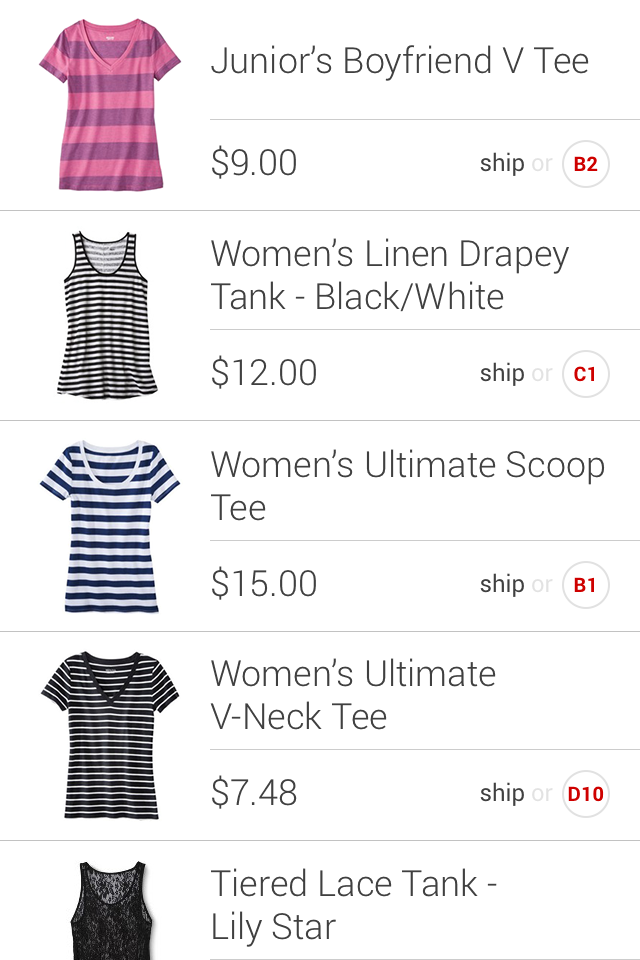 Junior’s Boyfriend V Tee
$9.00
ship or B2
Women’s Linen Drapey
Tank - Black/White
$12.00
ship or C1
Women’s Ultimate Scoop
Tee
$15.00
ship or B1
Women’s Ultimate
V-Neck Tee
$7.48
ship or D10
Tiered Lace Tank -
Lily Star